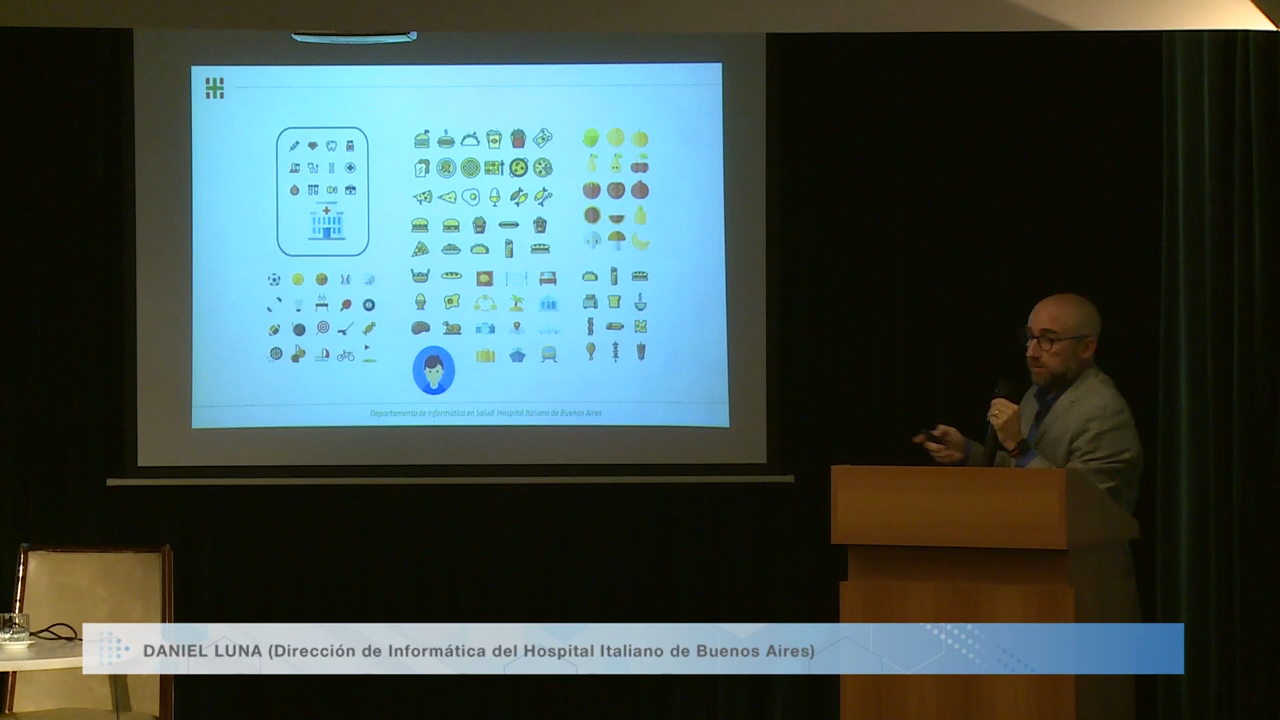 Departamento de Informática en Salud. Hospital Italiano de Buenos Aires
DANIEL LUNA (Dirección de Informática del Hospital Italiano de Buenos Aires)